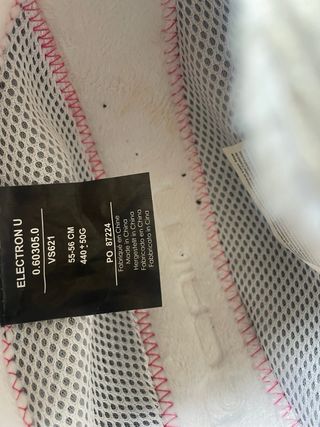 ELECTRON U
0.60305.0
VS621
55-56 CM
440±50G
PO 87224
Fabriqué en Chine
Made in China
Hergestellt in China
Fabricado en China
Fabbricato in Cina